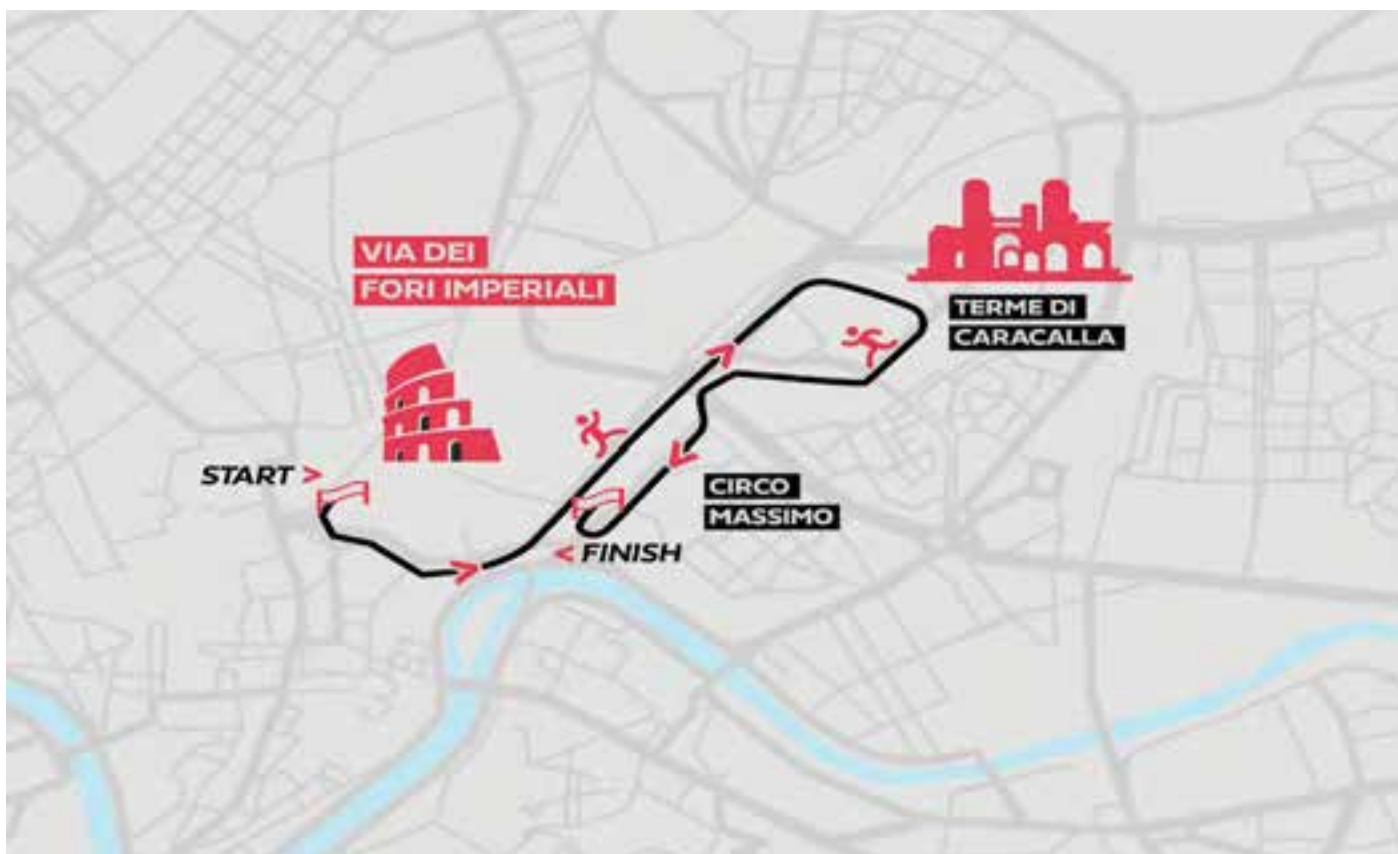 VIA DEI
FORI IMPERIALI
TERME DI
CARACALLA
START >
CIRCO
MASSIMO
< FINISH